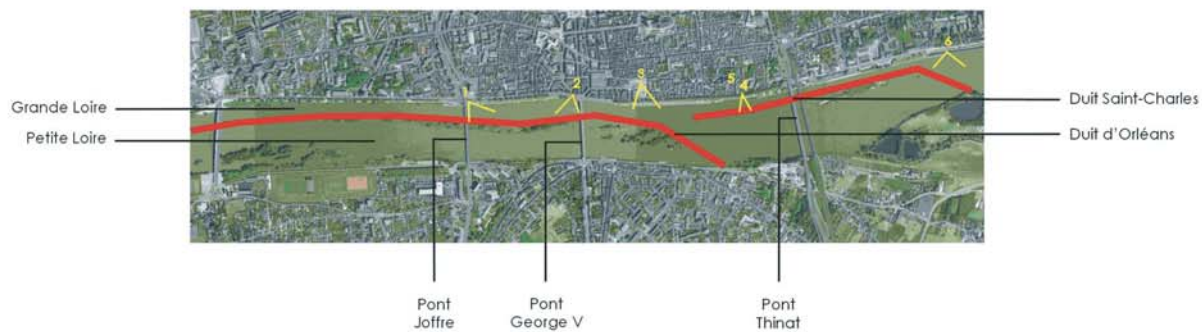 6
3
2
5
4
Grande Loire
Duit Saint-Charles
Petite Loire
Duit d'Orléans
Pont
Joffre
Pont
George V
Pont
Thinat